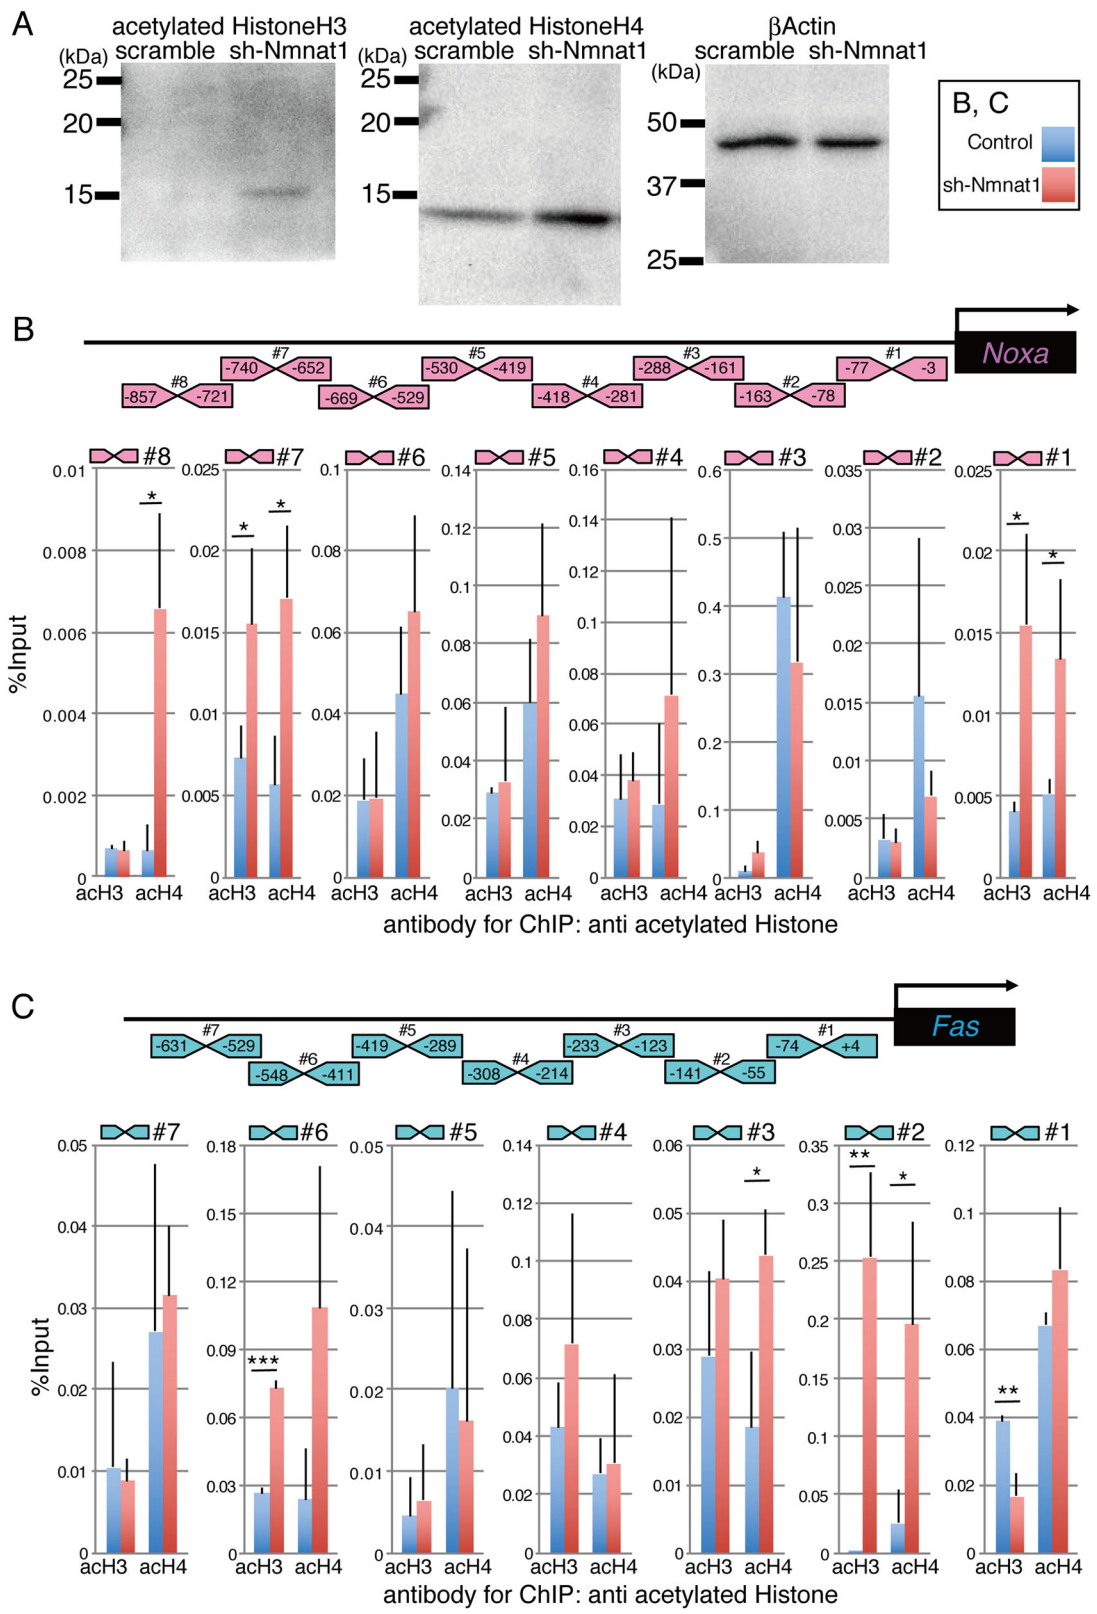 A
acetylated HistoneH3
(kDa) scramble sh-Nmnat1
25
20
15
acetylated HistoneH4
(kDa) scramble sh-Nmnat1
25
20
15
βActin
scramble sh-Nmnat1
(kDa)
50
37
25
B, C
Control
sh-Nmnat1
B
Noxa
#8 -857 -721
#7 -740 -652
#6 -669 -529
#5 -530 -419
#4 -418 -281
#3 -288 -161
#2 -163 -78
#1 -77 -3
%Input
#8
0.01
0.008
0.006
0.004
0.002
0
* 
acH3 acH4
#7
0.025
0.02
0.015
0.01
0.005
0
* *
acH3 acH4
#6
0.1
0.08
0.06
0.04
0.02
0
acH3 acH4
#5
0.14
0.12
0.1
0.08
0.06
0.04
0.02
0
acH3 acH4
#4
0.16
0.14
0.12
0.1
0.08
0.06
0.04
0.02
0
acH3 acH4
#3
0.6
0.5
0.4
0.3
0.2
0.1
0
acH3 acH4
#2
0.035
0.03
0.025
0.02
0.015
0.01
0.005
0
acH3 acH4
#1
0.025
0.02
0.015
0.01
0.005
0
* *
acH3 acH4
antibody for ChIP: anti acetylated Histone
C
Fas
#7 -631 -529
#6 -548 -411
#5 -419 -289
#4 -308 -214
#3 -233 -123
#2 -141 -55
#1 -74 +4
%Input
#7
0.05
0.04
0.03
0.02
0.01
0
acH3 acH4
#6
0.18
0.15
0.12
0.09
0.06
0.03
0
***
acH3 acH4
#5
0.05
0.04
0.03
0.02
0.01
0
acH3 acH4
#4
0.14
0.12
0.1
0.08
0.06
0.04
0.02
0
acH3 acH4
#3
0.06
0.05
0.04
0.03
0.02
0.01
0
*
acH3 acH4
#2
0.35
0.3
0.25
0.2
0.15
0.1
0.05
0
** *
acH3 acH4
#1
0.12
0.1
0.08
0.06
0.04
0.02
0
**
acH3 acH4
antibody for ChIP: anti acetylated Histone